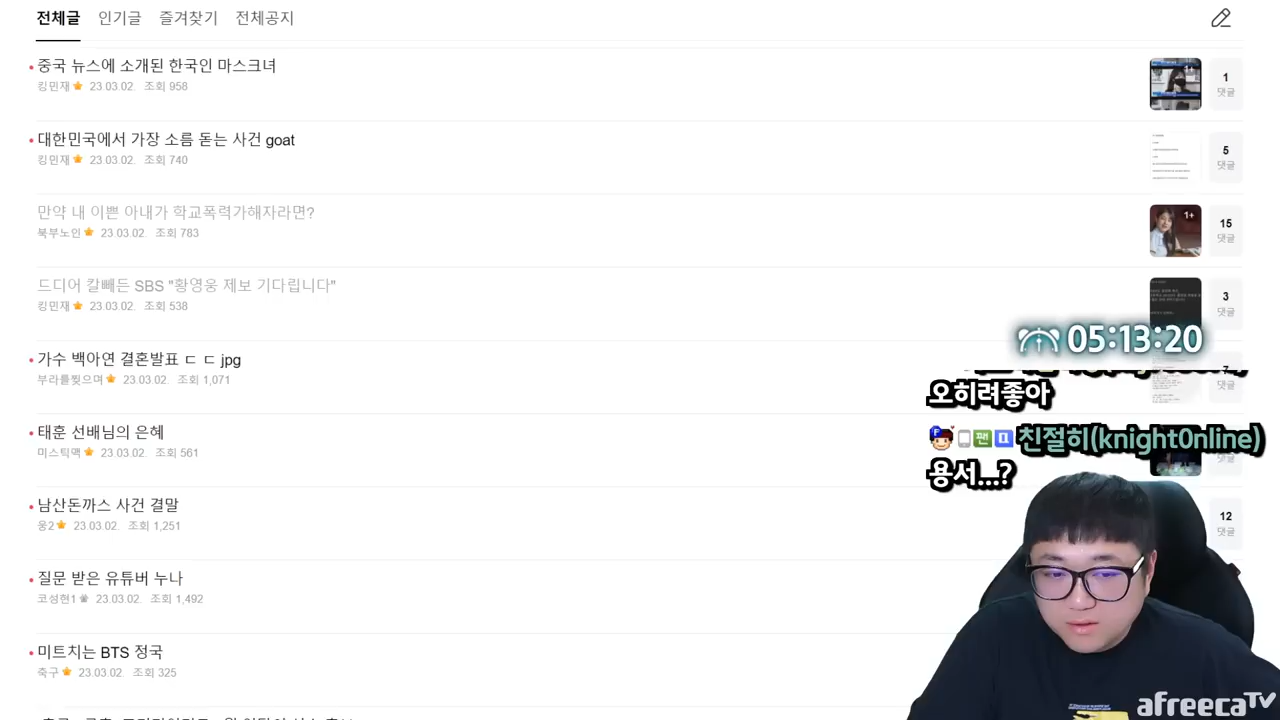 전체글 인기글 즐겨찾기 전체공지
중국 뉴스에 소개된 한국인 마스크녀
킹민재 23.03.02. 조회 958
1
댓글
대한민국에서 가장 소름 돋는 사건 goat
킹민재 23.03.02. 조회 740
5
댓글
만약 내 이쁜 아내가 학교폭력가해자라면?
북부노인 23.03.02. 조회 783
1+
15
댓글
드디어 칼빼든 SBS "황영웅 제보 기다립니다"
킹민재 23.03.02. 조회 538
3
댓글
05:13:20
가수 백아연 결혼발표 ㄷ ㄷ jpg
부라를찢으며 23.03.02. 조회 1,071
댓글
오히려좋아
태훈 선배님의 은혜
미스틱맥 23.03.02. 조회 561
팬 친절히(knight0nline)
댓글
용서...?
남산돈까스 사건 결말
웅2 23.03.02. 조회 1,251
12
댓글
질문 받은 유튜버 누나
코성현1 23.03.02. 조회 1,492
미트치는 BTS 정국
축구 23.03.02. 조회 325
afreecaTV